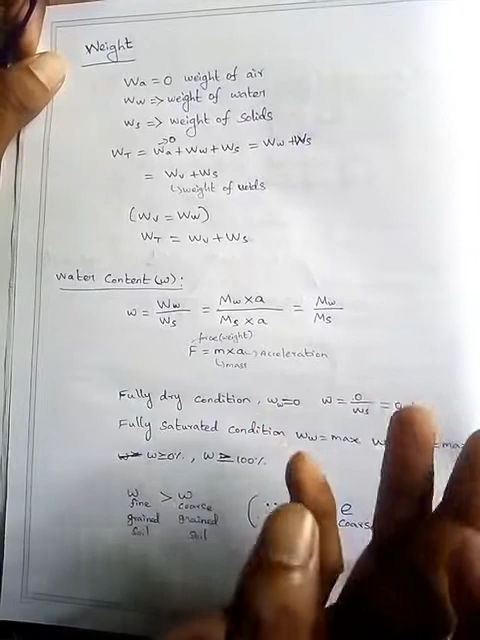 Weight
Wa = 0 weight of air
Ww => weight of water
Ws => weight of solids
WT = Wa→0 + Ww + Ws = Ww + Ws
= Wv + Ws
↳ weight of voids
(Wv = Ww)
WT = Wv + Ws
Water Content (w):
w = Ww/Ws = Mw x a/Ms x a = Mw/Ms
force (weight)
F = m x a ↳ Acceleration
↳ mass
Fully dry condition, ww = 0 w = 0/Ws =
Fully saturated condition Ww = max
w ≥ 0%, w ≥ 100%
w fine grained soil > w coarse grained soil ( e coarse